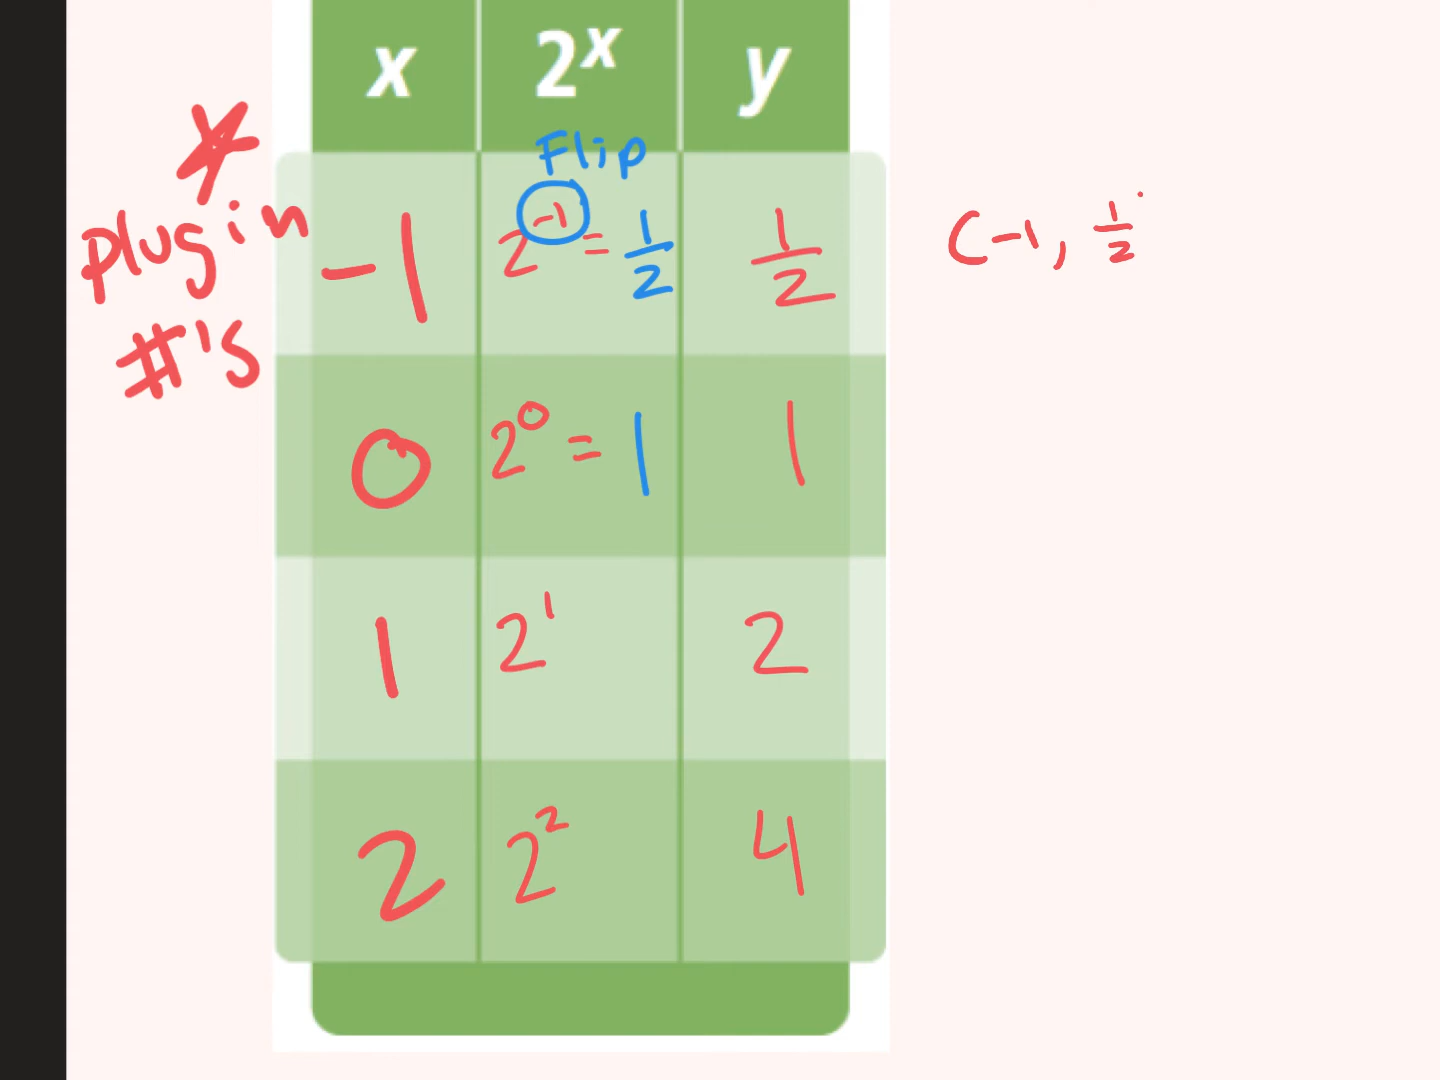 x 2^x y
Flip
plug in
#'s
-1 2^-1 = 1/2 1/2 (-1, 1/2
0 2^0 = 1 1
1 2^1 2
2 2^2 4